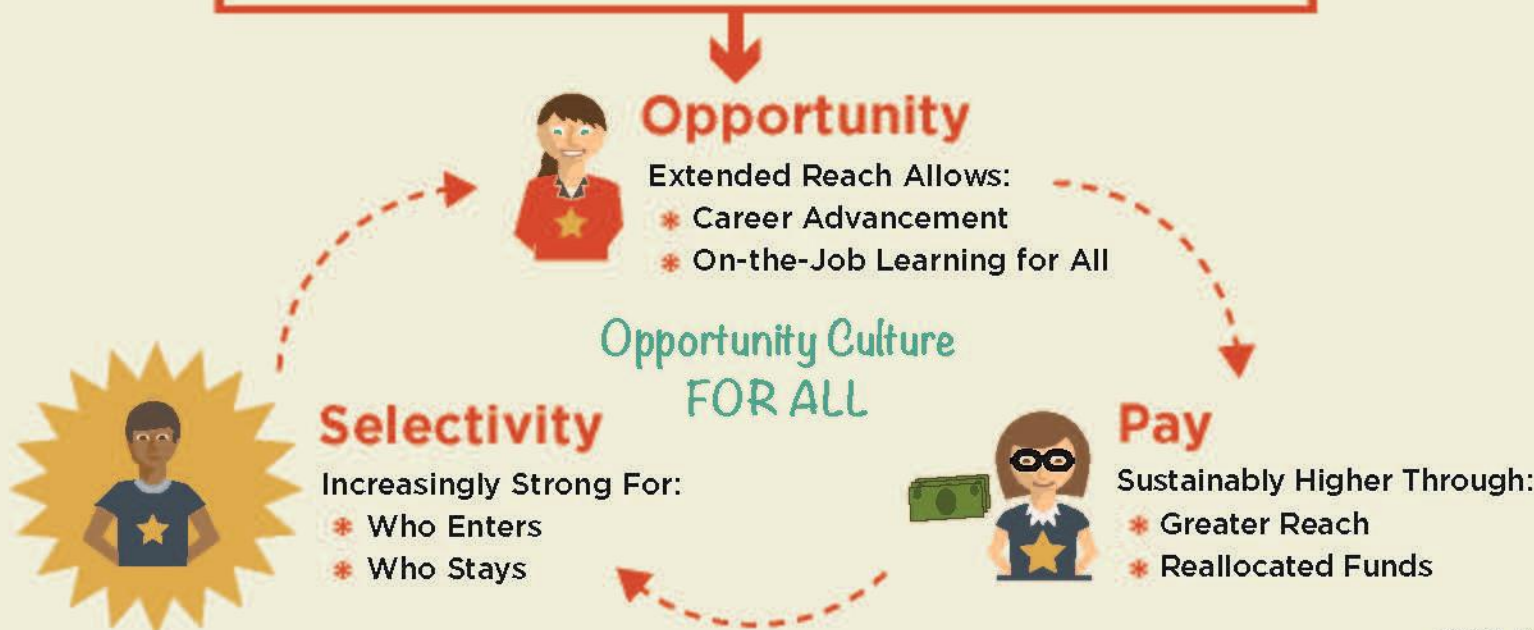 Opportunity
Extended Reach Allows:
* Career Advancement
* On-the-Job Learning for All
Opportunity Culture
FOR ALL
Selectivity
Increasingly Strong For:
* Who Enters
* Who Stays
Pay
Sustainably Higher Through:
* Greater Reach
* Reallocated Funds